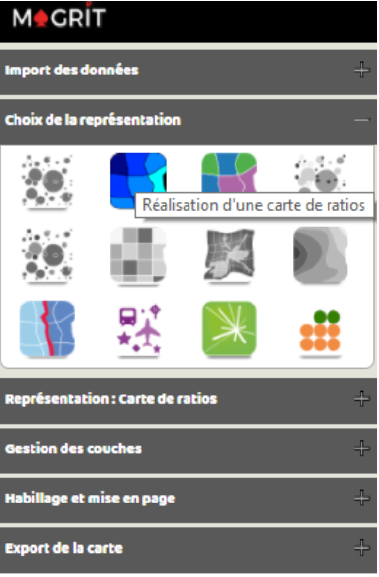 MAGRIT
Import des données
Choix de la représentation
Réalisation d'une carte de ratios
Représentation : Carte de ratios
Gestion des couches
Habillage et mise en page
Export de la carte